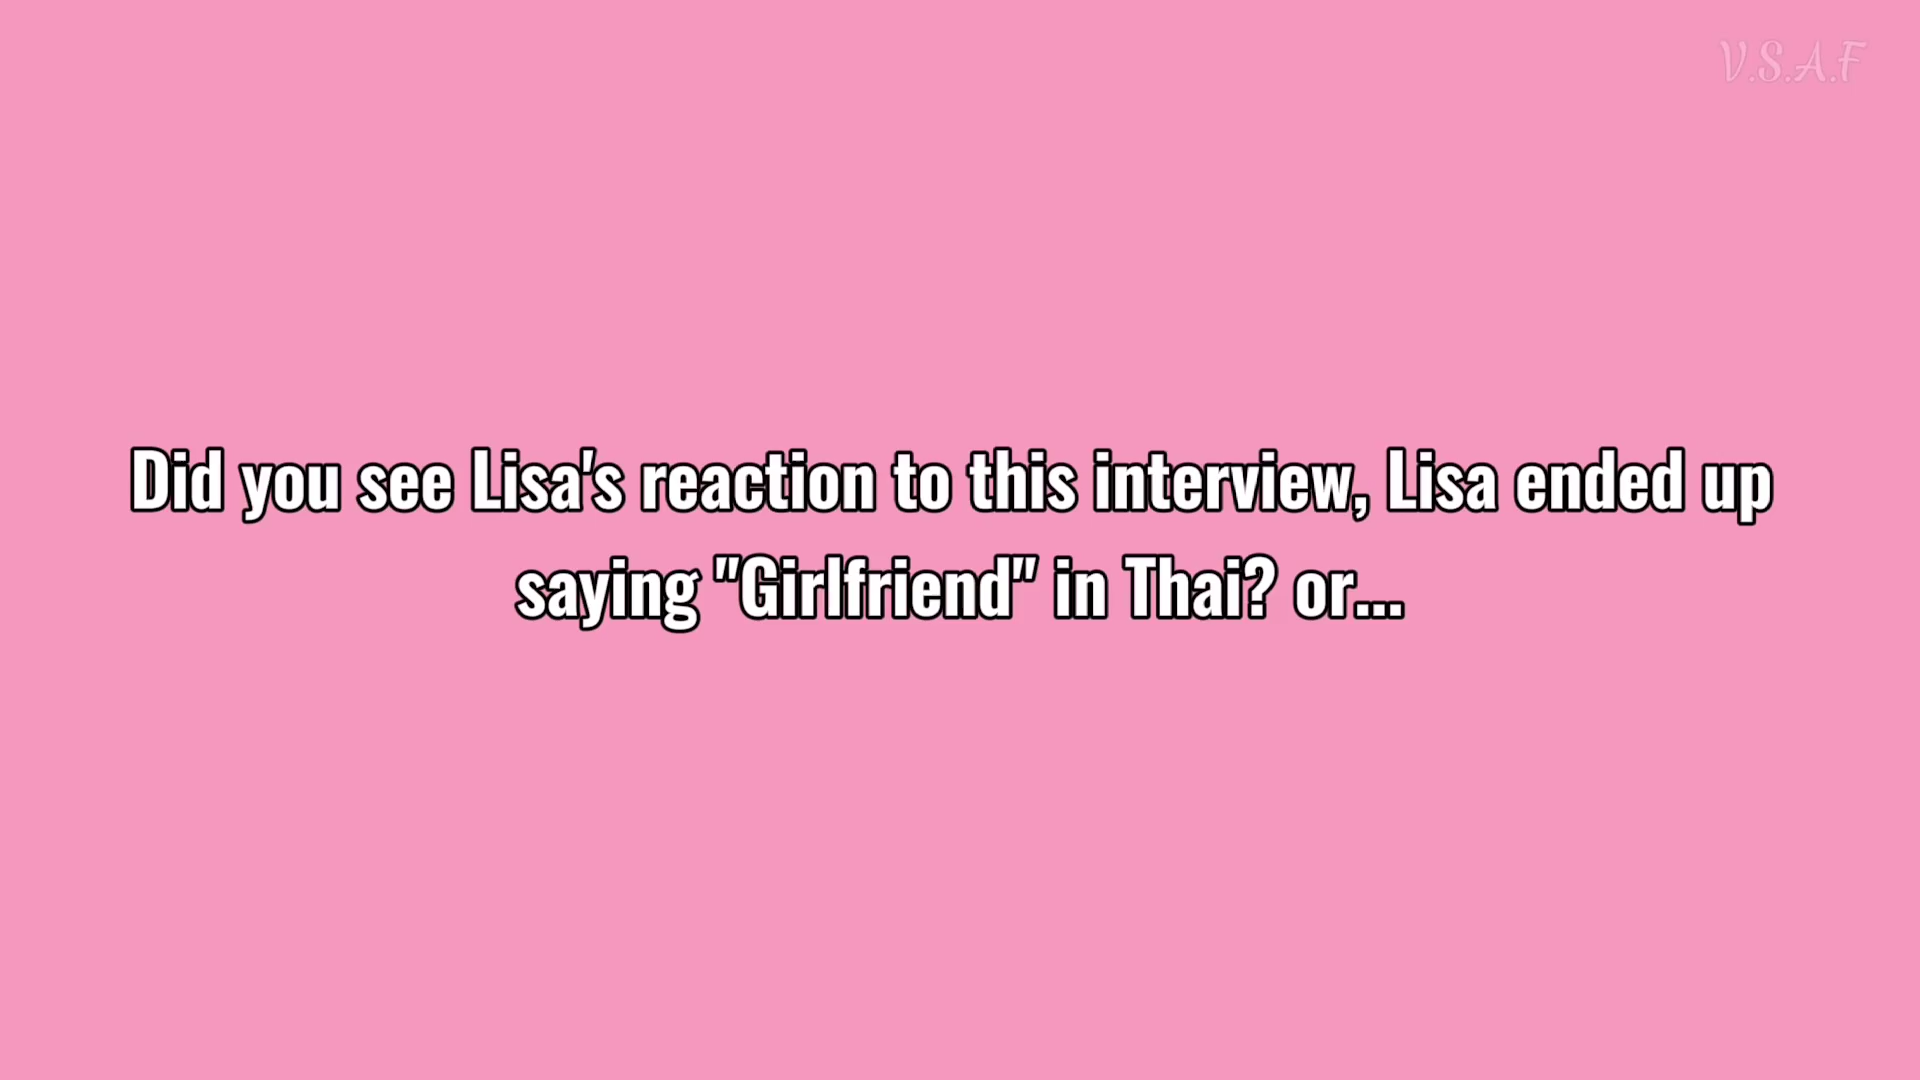 V.S.A.F
Did you see Lisa's reaction to this interview, Lisa ended up
saying "Girlfriend" in Thai? or...